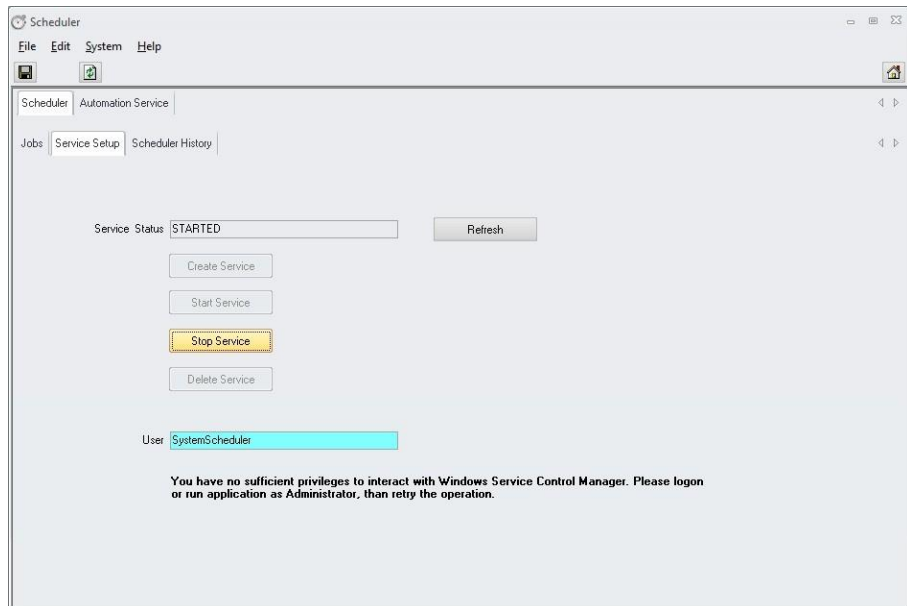 Scheduler
File Edit System Help
Scheduler Automation Service
Jobs Service Setup Scheduler History
Service Status STARTED Refresh
Create Service
Start Service
Stop Service
Delete Service
User SystemScheduler
You have no sufficient privileges to interact with Windows Service Control Manager. Please logon
or run application as Administrator, than retry the operation.